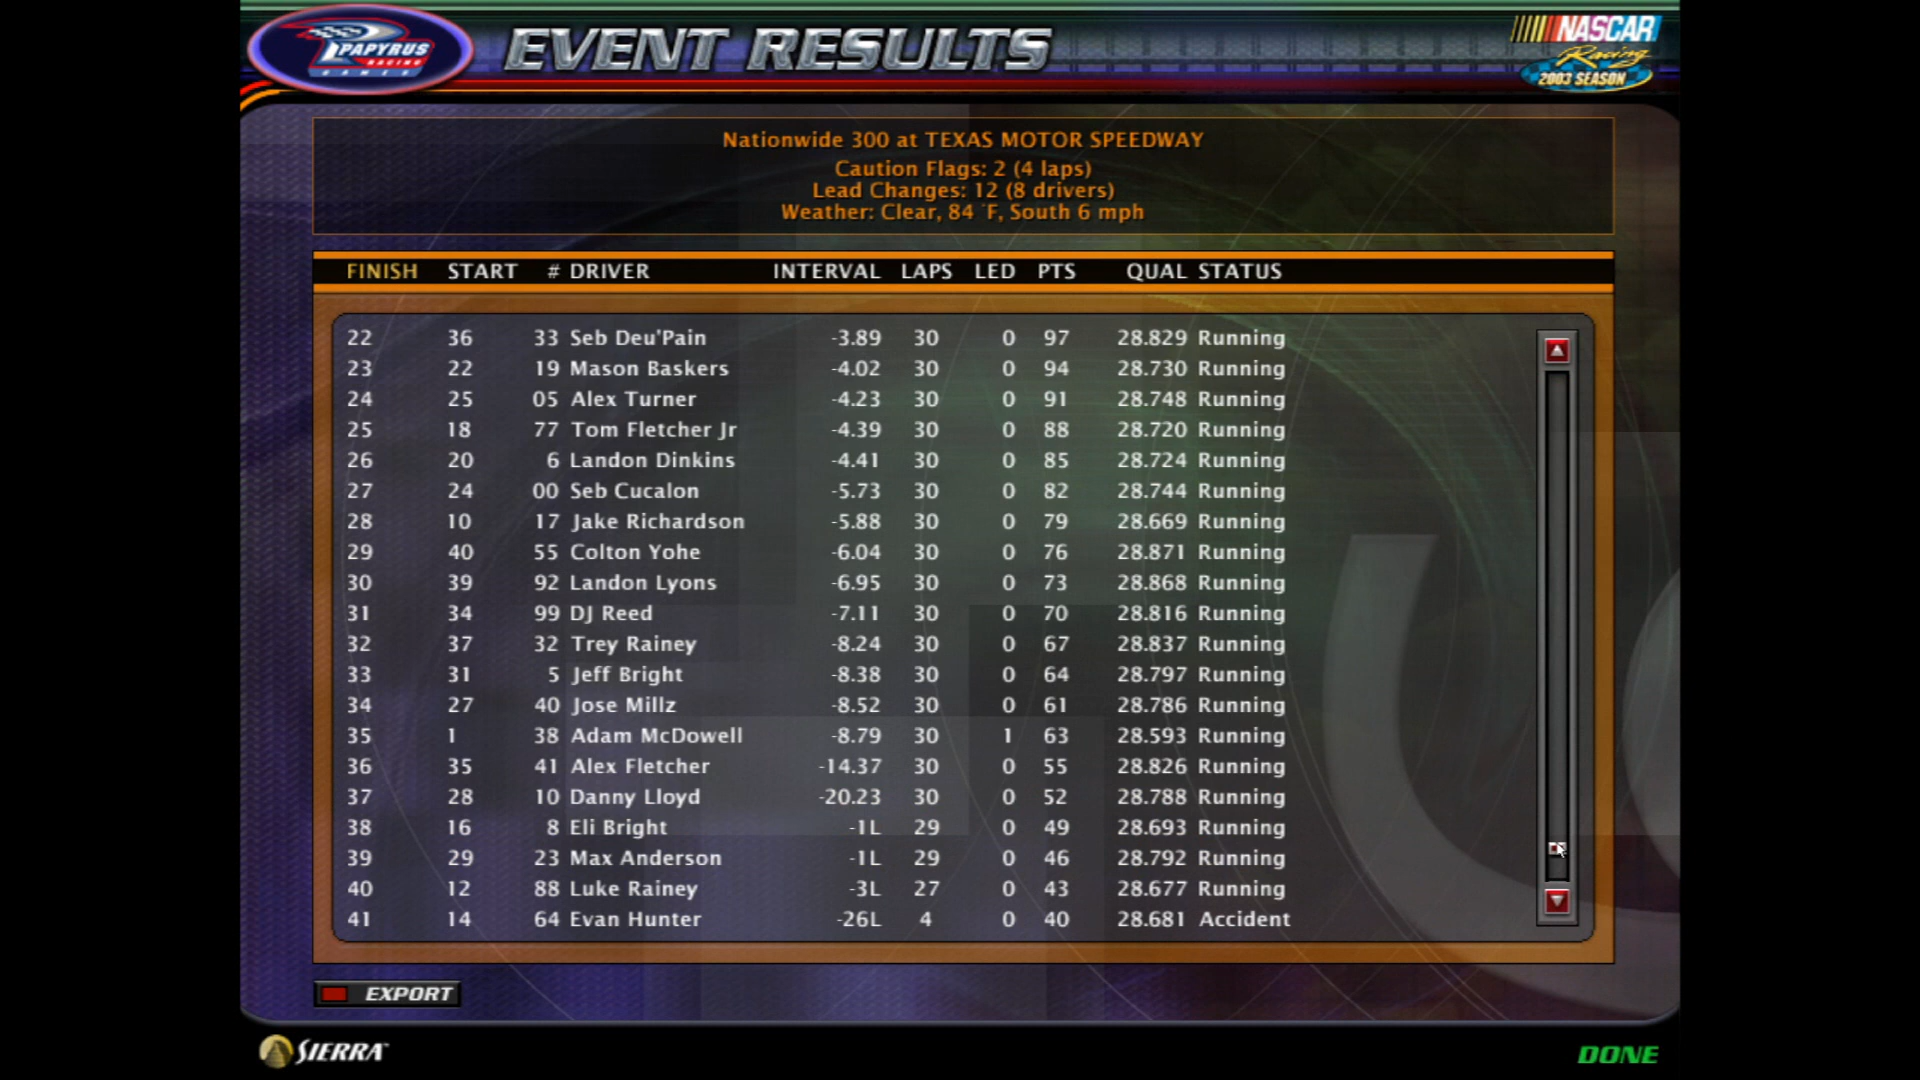 PAPYRUS
RACING
GAMES
EVENT RESULTS
NASCAR
Racing
2003 SEASON
Nationwide 300 at TEXAS MOTOR SPEEDWAY
Caution Flags: 2 (4 laps)
Lead Changes: 12 (8 drivers)
Weather: Clear, 84 °F, South 6 mph
FINISH START # DRIVER INTERVAL LAPS LED PTS QUAL STATUS
22 36 33 Seb Deu'Pain -3.89 30 0 97 28.829 Running
23 22 19 Mason Baskers -4.02 30 0 94 28.730 Running
24 25 05 Alex Turner -4.23 30 0 91 28.748 Running
25 18 77 Tom Fletcher Jr -4.39 30 0 88 28.720 Running
26 20 6 Landon Dinkins -4.41 30 0 85 28.724 Running
27 24 00 Seb Cucalon -5.73 30 0 82 28.744 Running
28 10 17 Jake Richardson -5.88 30 0 79 28.669 Running
29 40 55 Colton Yohe -6.04 30 0 76 28.871 Running
30 39 92 Landon Lyons -6.95 30 0 73 28.868 Running
31 34 99 DJ Reed -7.11 30 0 70 28.816 Running
32 37 32 Trey Rainey -8.24 30 0 67 28.837 Running
33 31 5 Jeff Bright -8.38 30 0 64 28.797 Running
34 27 40 Jose Millz -8.52 30 0 61 28.786 Running
35 1 38 Adam McDowell -8.79 30 1 63 28.593 Running
36 35 41 Alex Fletcher -14.37 30 0 55 28.826 Running
37 28 10 Danny Lloyd -20.23 30 0 52 28.788 Running
38 16 8 Eli Bright -1L 29 0 49 28.693 Running
39 29 23 Max Anderson -1L 29 0 46 28.792 Running
40 12 88 Luke Rainey -3L 27 0 43 28.677 Running
41 14 64 Evan Hunter -26L 4 0 40 28.681 Accident
EXPORT
SIERRA
DONE